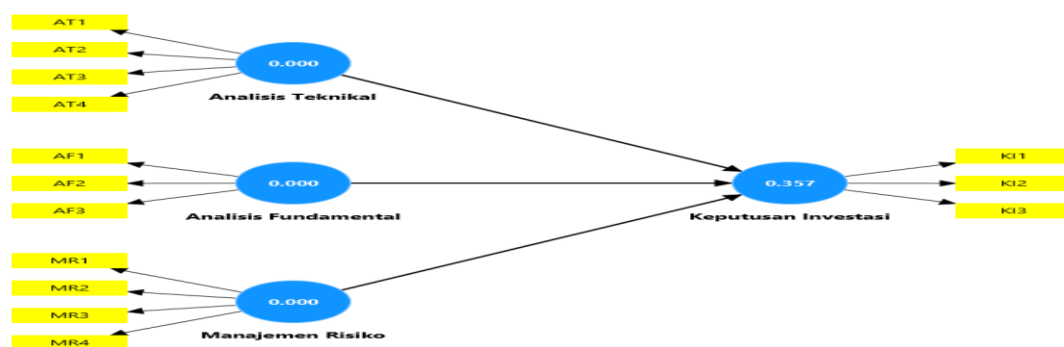 AT1
AT2
AT3
AT4
0.000
Analisis Teknikal
AF1
AF2
AF3
0.000
Analisis Fundamental
MR1
MR2
MR3
MR4
0.000
Manajemen Risiko
0.357
Keputusan Investasi
KI1
KI2
KI3